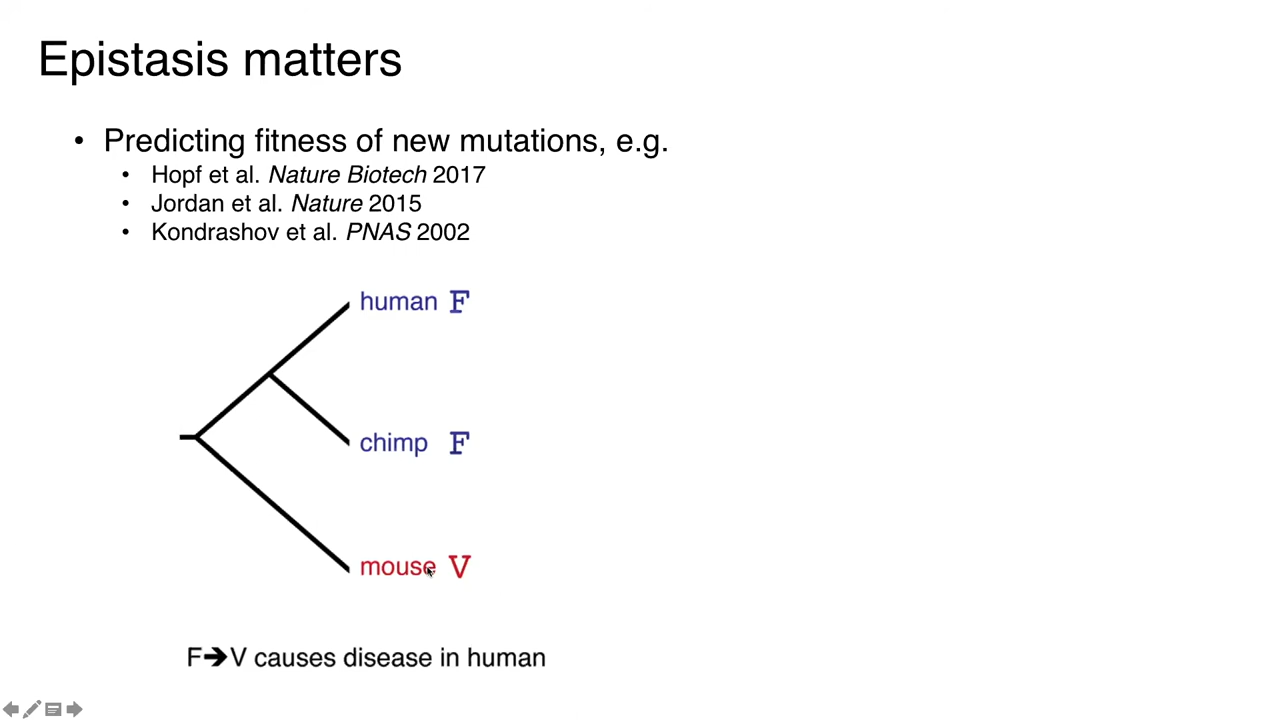 Epistasis matters
• Predicting fitness of new mutations, e.g.
• Hopf et al. Nature Biotech 2017
• Jordan et al. Nature 2015
• Kondrashov et al. PNAS 2002
human F
chimp F
mouse V
F➔V causes disease in human